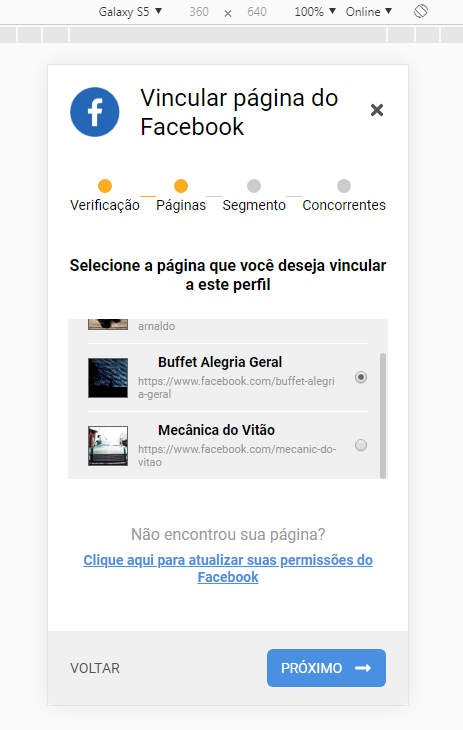 Galaxy S5 ▼ 360 × 640 100% ▼ Online ▼
Vincular página do
Facebook
Verificação Páginas Segmento Concorrentes
Selecione a página que você deseja vincular
a este perfil
arnaldo
Buffet Alegria Geral
https://www.facebook.com/buffet-alegri
a-geral
Mecânica do Vitão
https://www.facebook.com/mecanic-do-
vitao
Não encontrou sua página?
Clique aqui para atualizar suas permissões do
Facebook
VOLTAR PRÓXIMO